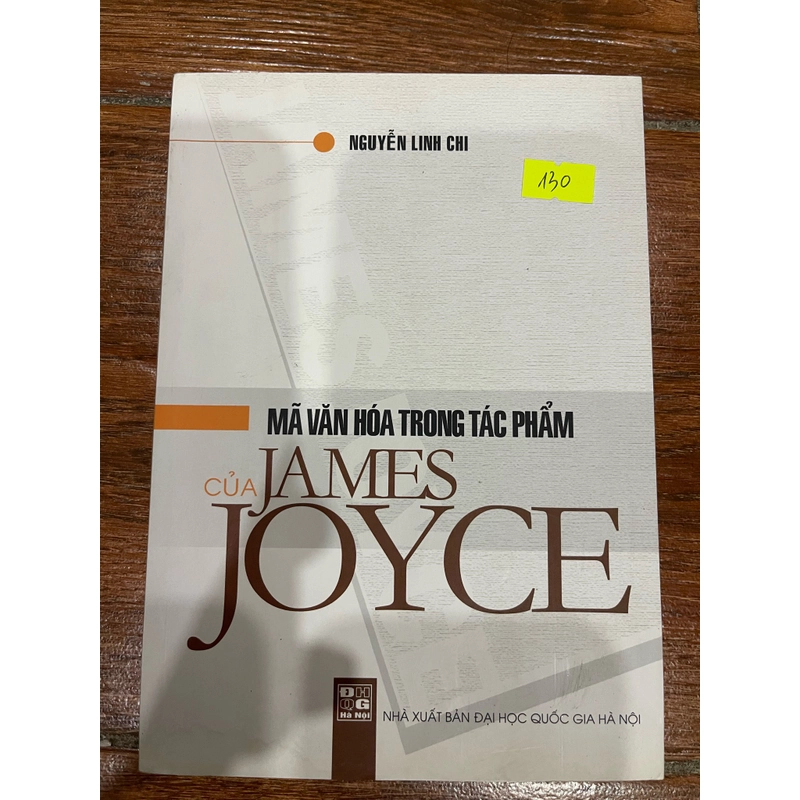 NGUYỄN LINH CHI
130
MÃ VĂN HÓA TRONG TÁC PHẨM
CỦA JAMES
JOYCE
ĐH
QG
Hà Nội
NHÀ XUẤT BẢN ĐẠI HỌC QUỐC GIA HÀ NỘI